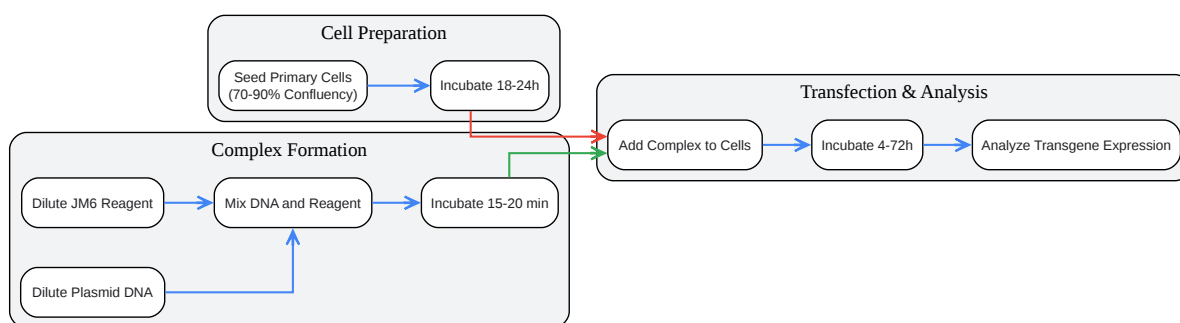 Cell Preparation
Seed Primary Cells
(70-90% Confluency)
Incubate 18-24h
Complex Formation
Dilute JM6 Reagent
Mix DNA and Reagent
Incubate 15-20 min
Dilute Plasmid DNA
Transfection & Analysis
Add Complex to Cells
Incubate 4-72h
Analyze Transgene Expression